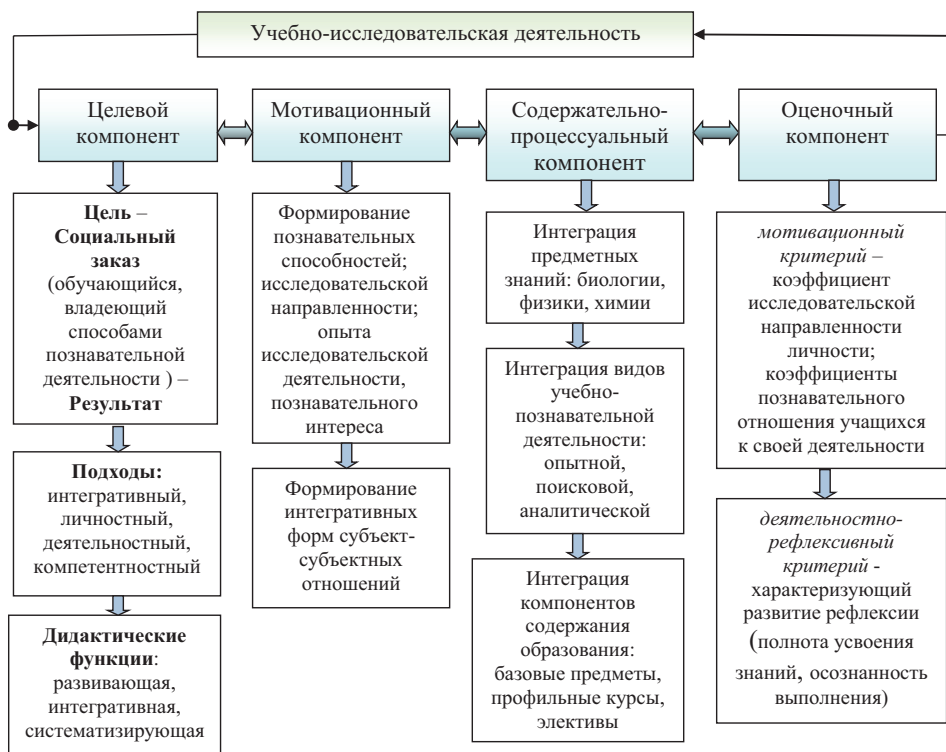 Учебно-исследовательская деятельность
Целевой
компонент
Мотивационный
компонент
Содержательно-
процессуальный
компонент
Оценочный
компонент
Цель –
Социальный
заказ
(обучающийся,
владеющий
способами
познавательной
деятельности ) –
Результат
Подходы:
интегративный,
личностный,
деятельностный,
компетентностный
Дидактические
функции:
развивающая,
интегративная,
систематизирующая
Формирование
познавательных
способностей;
исследовательской
направленности;
опыта
исследовательской
деятельности,
познавательного
интереса
Формирование
интегративных
форм субъект-
субъектных
отношений
Интеграция
предметных
знаний: биологии,
физики, химии
Интеграция видов
учебно-
познавательной
деятельности:
опытной,
поисковой,
аналитической
Интеграция
компонентов
содержания
образования:
базовые предметы,
профильные курсы,
элективы
мотивационный
критерий –
коэффициент
исследовательской
направленности
личности;
коэффициенты
познавательного
отношения учащихся
к своей деятельности
деятельностно-
рефлексивный
критерий -
характеризующий
развитие рефлексии
(полнота усвоения
знаний, осознанность
выполнения)